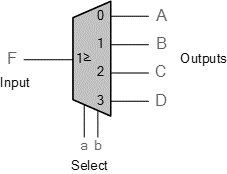 0 A
1 B
F 1≥ Outputs
2 C
Input
3 D
a b
Select